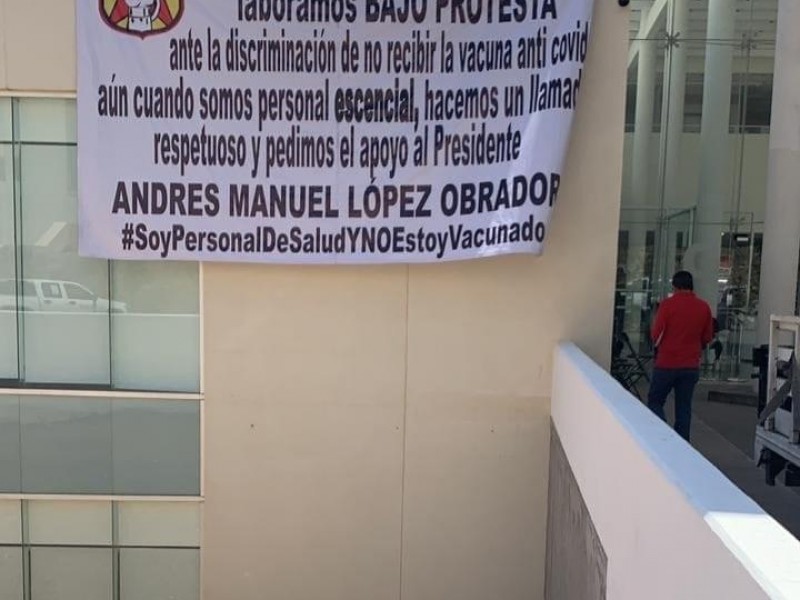 laboramos BAJO PROTESTA
ante la discriminación de no recibir la vacuna anti covid
aún cuando somos personal escencial, hacemos un llamad
respetuoso y pedimos el apoyo al Presidente
ANDRES MANUEL LÓPEZ OBRADOR
#SoyPersonalDeSaludYNOEstoyVacunado